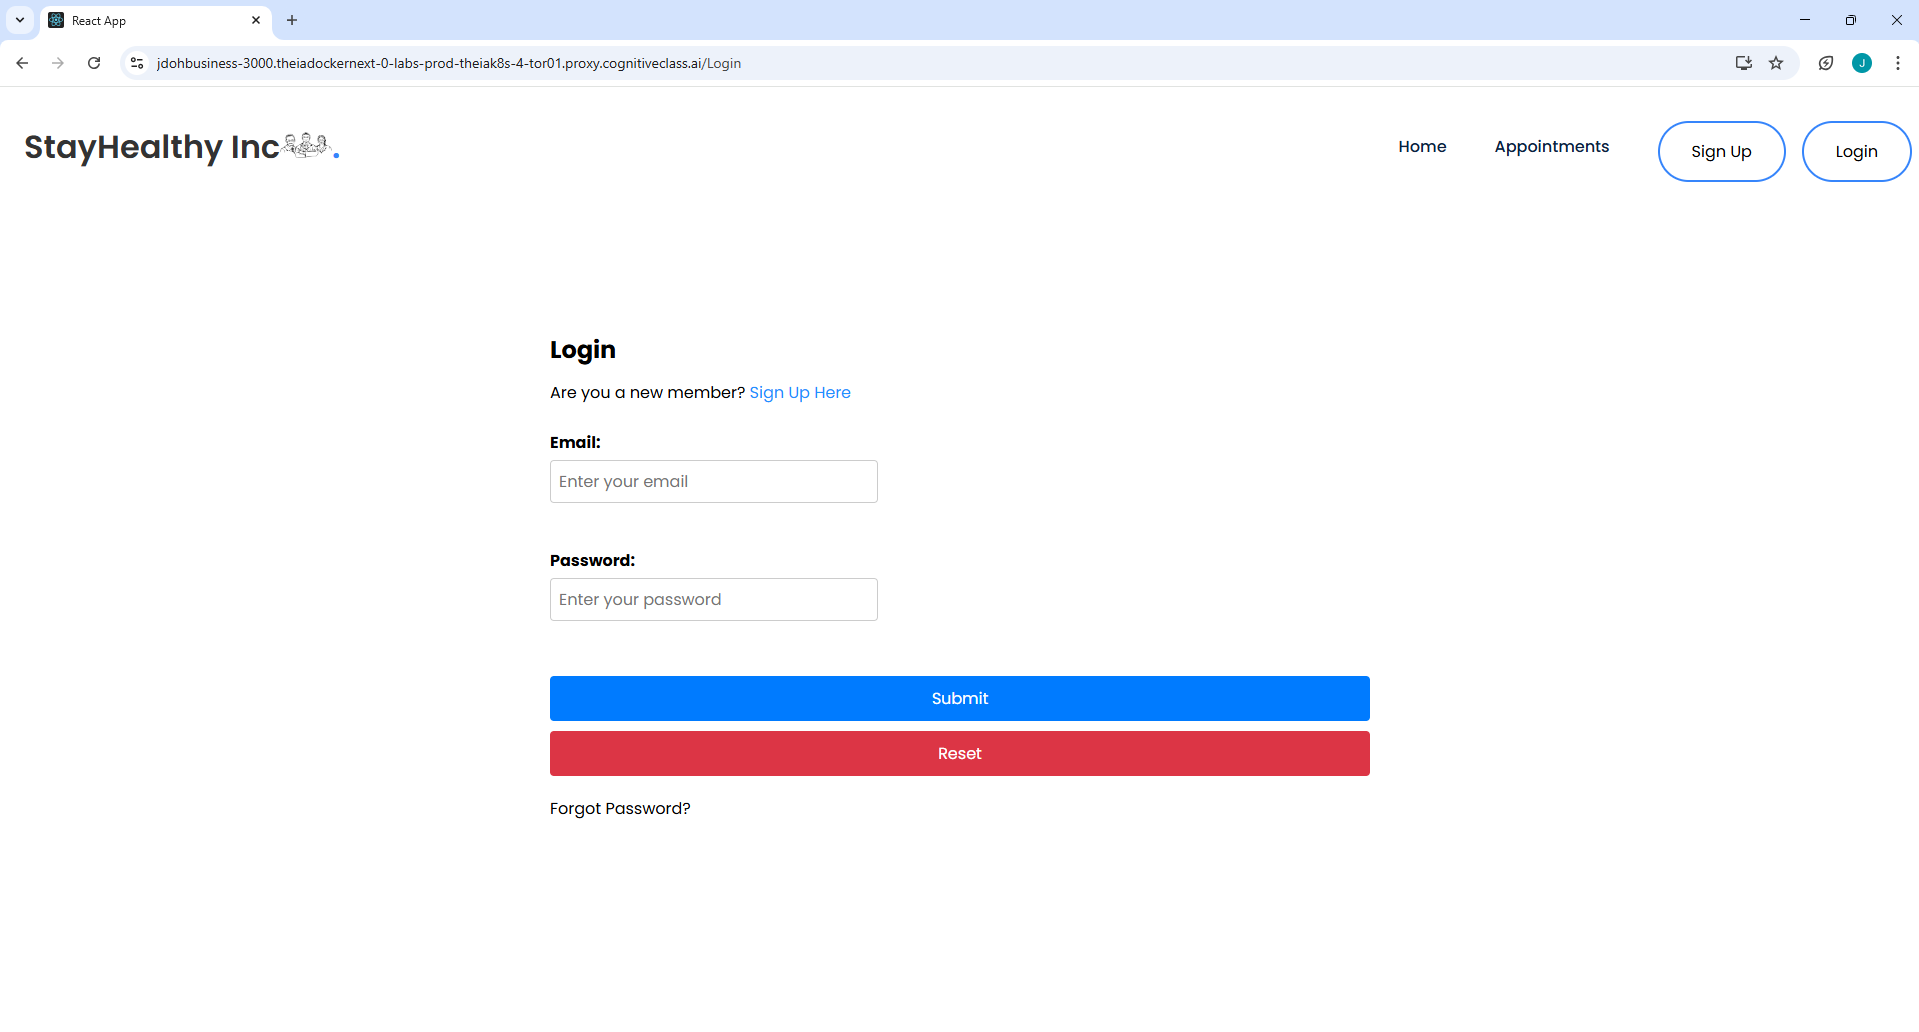 React App
jdohbusiness-3000.theiadockernext-0-labs-prod-theiak8s-4-tor01.proxy.cognitiveclass.ai/Login
J
StayHealthy Inc.
Home
Appointments
Sign Up
Login
Login
Are you a new member? Sign Up Here
Email:
Enter your email
Password:
Enter your password
Submit
Reset
Forgot Password?